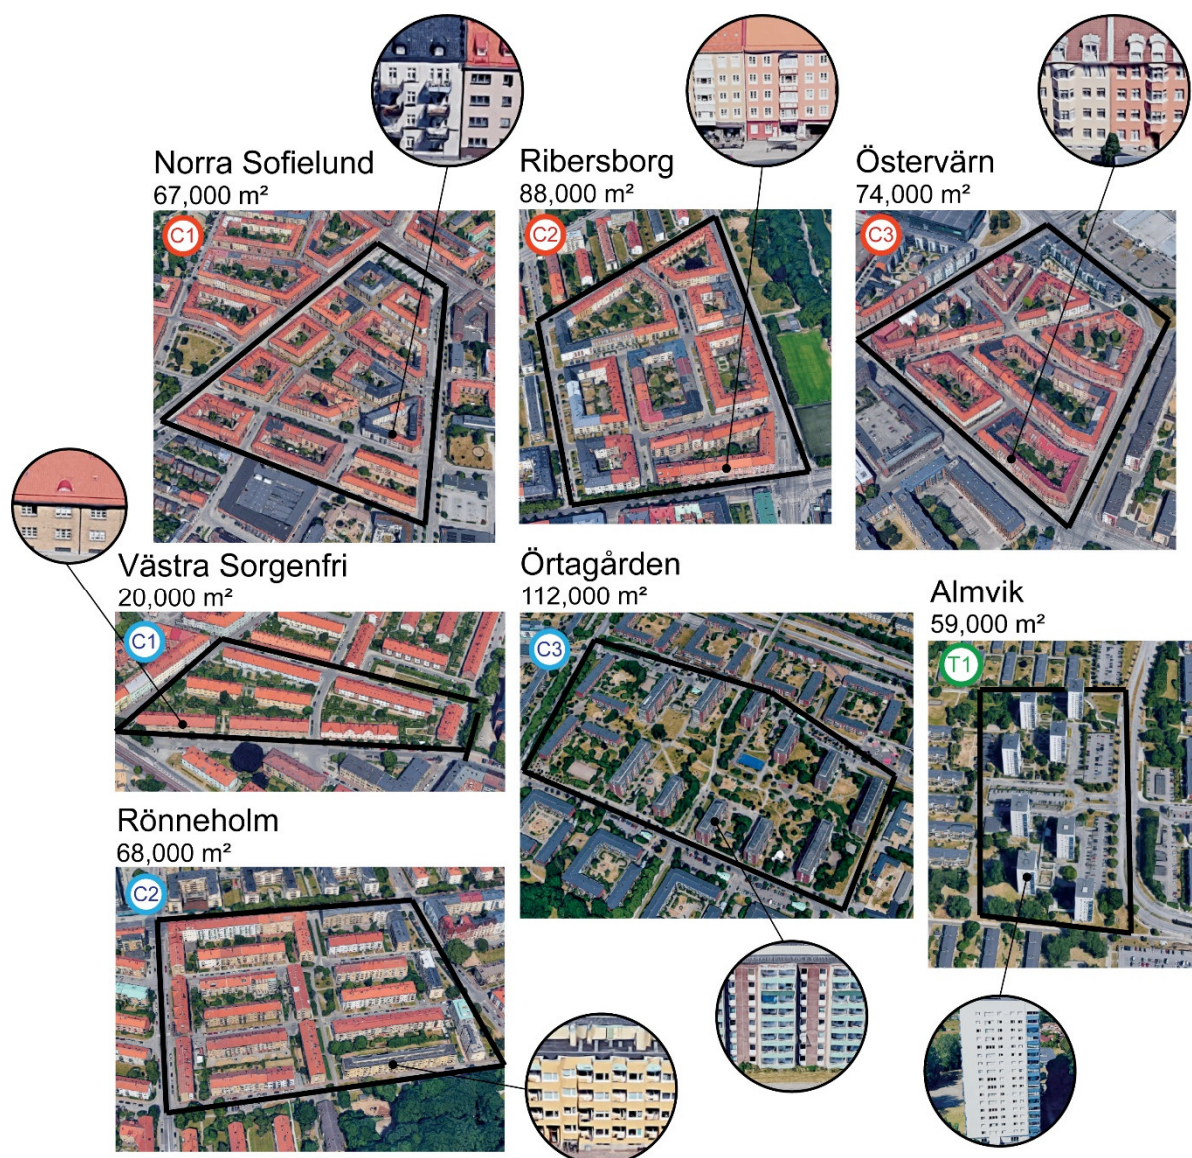 Norra Sofielund
67,000 m²
C1
Ribersborg
88,000 m²
C2
Östervärn
74,000 m²
C3
Västra Sorgenfri
20,000 m²
C1
Örtagården
112,000 m²
C3
Almvik
59,000 m²
T1
Rönneholm
68,000 m²
C2